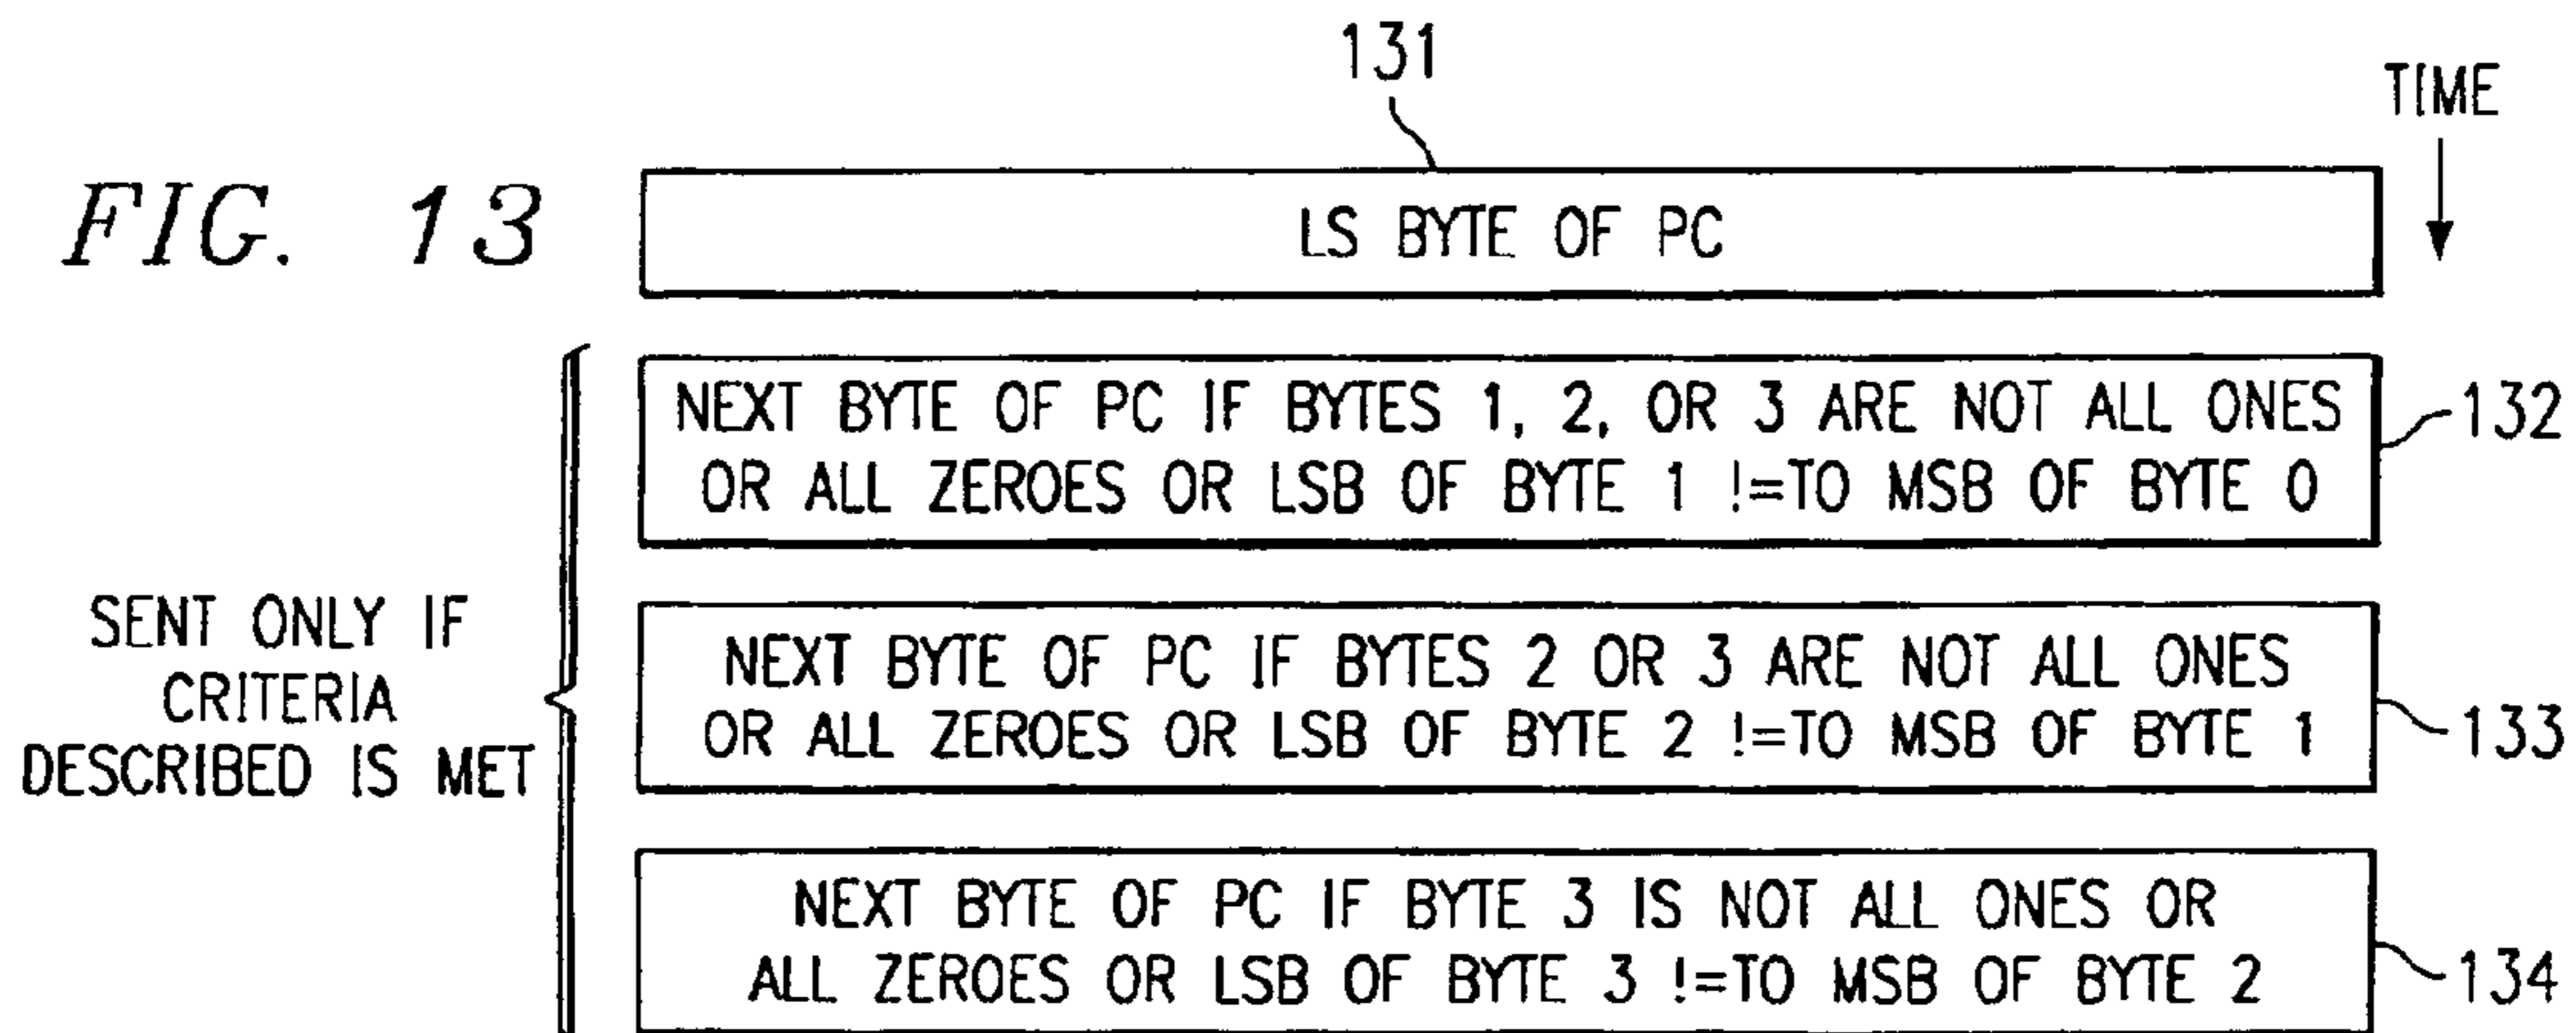 131
TIME
FIG. 13
LS BYTE OF PC
NEXT BYTE OF PC IF BYTES 1, 2, OR 3 ARE NOT ALL ONES
OR ALL ZEROES OR LSB OF BYTE 1 !=TO MSB OF BYTE 0
132
SENT ONLY IF
CRITERIA
DESCRIBED IS MET
NEXT BYTE OF PC IF BYTES 2 OR 3 ARE NOT ALL ONES
OR ALL ZEROES OR LSB OF BYTE 2 !=TO MSB OF BYTE 1
133
NEXT BYTE OF PC IF BYTE 3 IS NOT ALL ONES OR
ALL ZEROES OR LSB OF BYTE 3 !=TO MSB OF BYTE 2
134